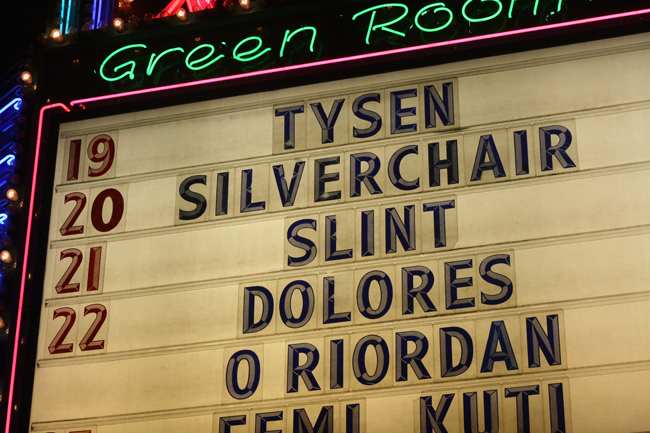 Green Room
TYSEN
19 SILVERCHAIR
20 SLINT
21 DOLORES
22 O RIORDAN
FEMI KUTI